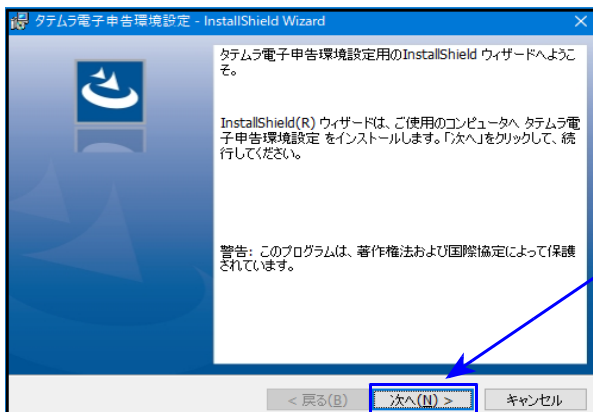 タテムラ電子申告環境設定 - InstallShield Wizard
タテムラ電子申告環境設定用のInstallShield ウィザードへようこ
そ。
InstallShield(R) ウィザードは、ご使用のコンピュータへ タテムラ電
子申告環境設定 をインストールします。「次へ」をクリックして、続
行してください。
警告: このプログラムは、著作権法および国際協定によって保護
されています。
< 戻る(B) 次へ(N) > キャンセル